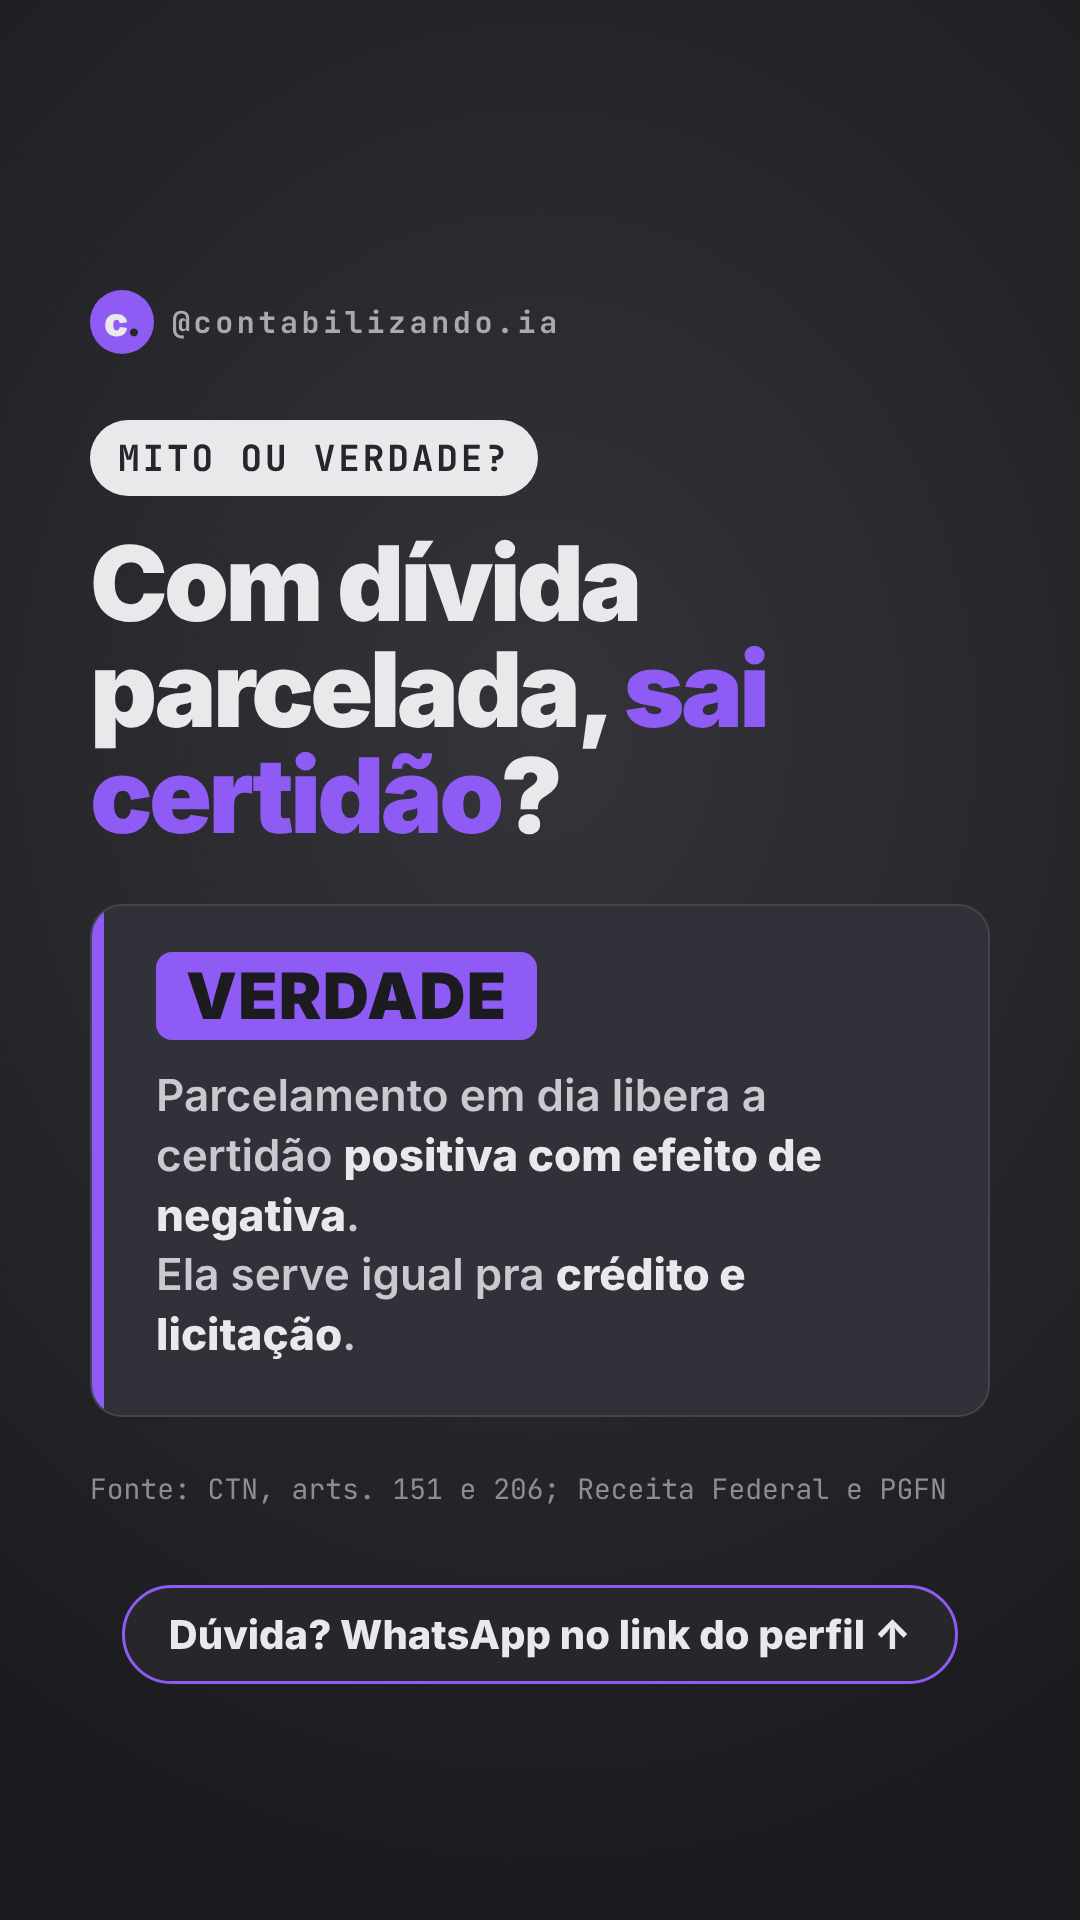 c. @contabilizando.ia
MITO OU VERDADE?
Com dívida
parcelada, sai
certidão?
VERDADE
Parcelamento em dia libera a
certidão positiva com efeito de
negativa.
Ela serve igual pra crédito e
licitação.
Fonte: CTN, arts. 151 e 206; Receita Federal e PGFN
Dúvida? WhatsApp no link do perfil ↑